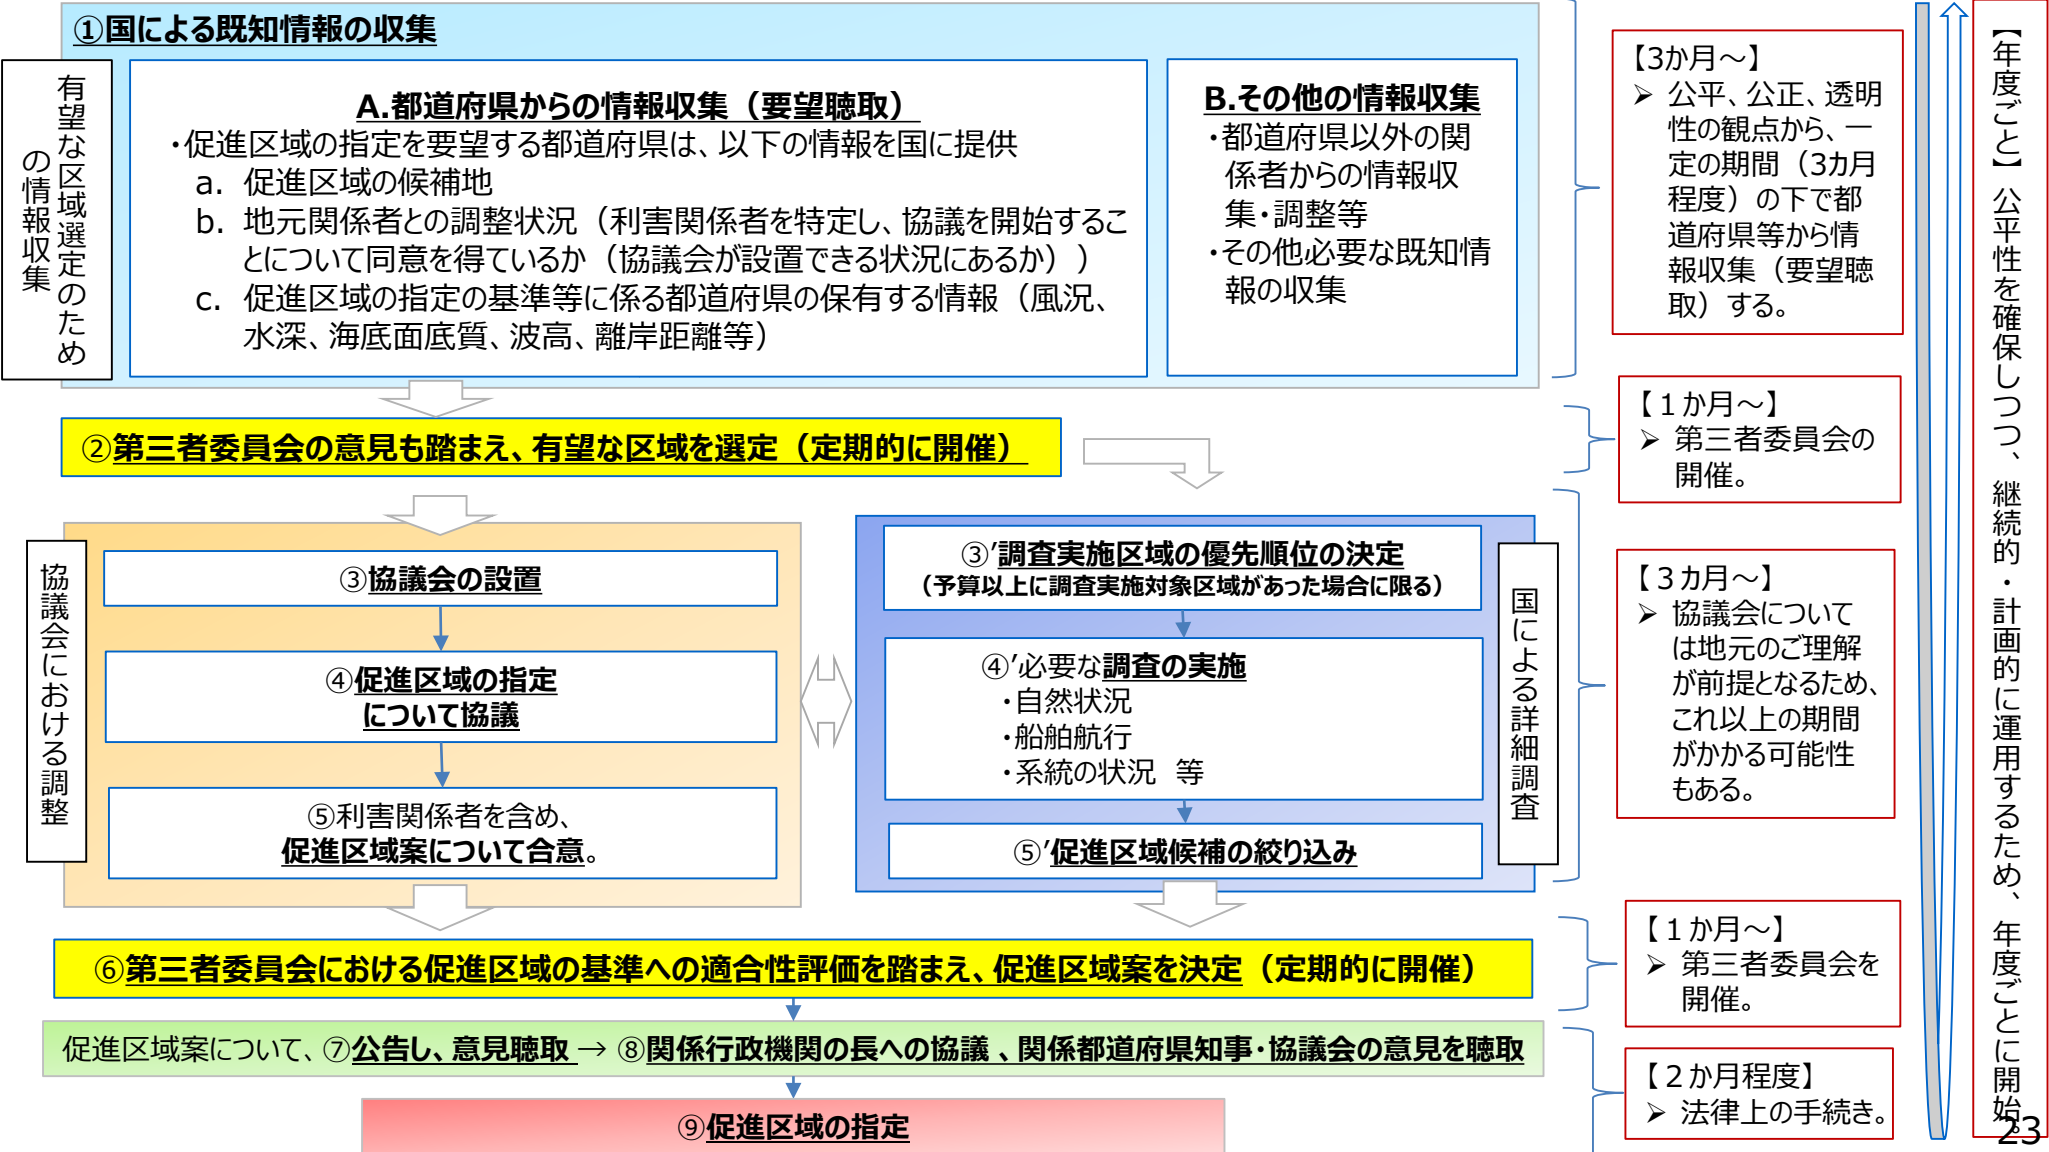 ①国による既知情報の収集
有望な区域選定のため
の情報収集
A.都道府県からの情報収集（要望聴取）
・促進区域の指定を要望する都道府県は、以下の情報を国に提供
a. 促進区域の候補地
b. 地元関係者との調整状況（利害関係者を特定し、協議を開始するこ
とについて同意を得ているか（協議会が設置できる状況にあるか））
c. 促進区域の指定の基準等に係る都道府県の保有する情報（風況、
水深、海底面底質、波高、離岸距離等）
B.その他の情報収集
・都道府県以外の関
係者からの情報収
集・調整等
・その他必要な既知情
報の収集
【3か月～】
➢ 公平、公正、透明
性の観点から、一
定の期間（3カ月
程度）の下で都
道府県等から情
報収集（要望聴
取）する。
②第三者委員会の意見も踏まえ、有望な区域を選定（定期的に開催）
【１か月～】
➢ 第三者委員会の
開催。
協議会における調整
③協議会の設置
④促進区域の指定
について協議
⑤利害関係者を含め、
促進区域案について合意。
③’調査実施区域の優先順位の決定
（予算以上に調査実施対象区域があった場合に限る）
④’必要な調査の実施
・自然状況
・船舶航行
・系統の状況　等
⑤’促進区域候補の絞り込み
国による詳細調査
【３カ月～】
➢ 協議会について
は地元のご理解
が前提となるため、
これ以上の期間
がかかる可能性
もある。
⑥第三者委員会における促進区域の基準への適合性評価を踏まえ、促進区域案を決定（定期的に開催）
【１か月～】
➢ 第三者委員会を
開催。
促進区域案について、⑦公告し、意見聴取 → ⑧関係行政機関の長への協議 、関係都道府県知事・協議会の意見を聴取
【２か月程度】
➢ 法律上の手続き。
⑨促進区域の指定
【年度ごと】公平性を確保しつつ、継続的・計画的に運用するため、年度ごとに開始。
23